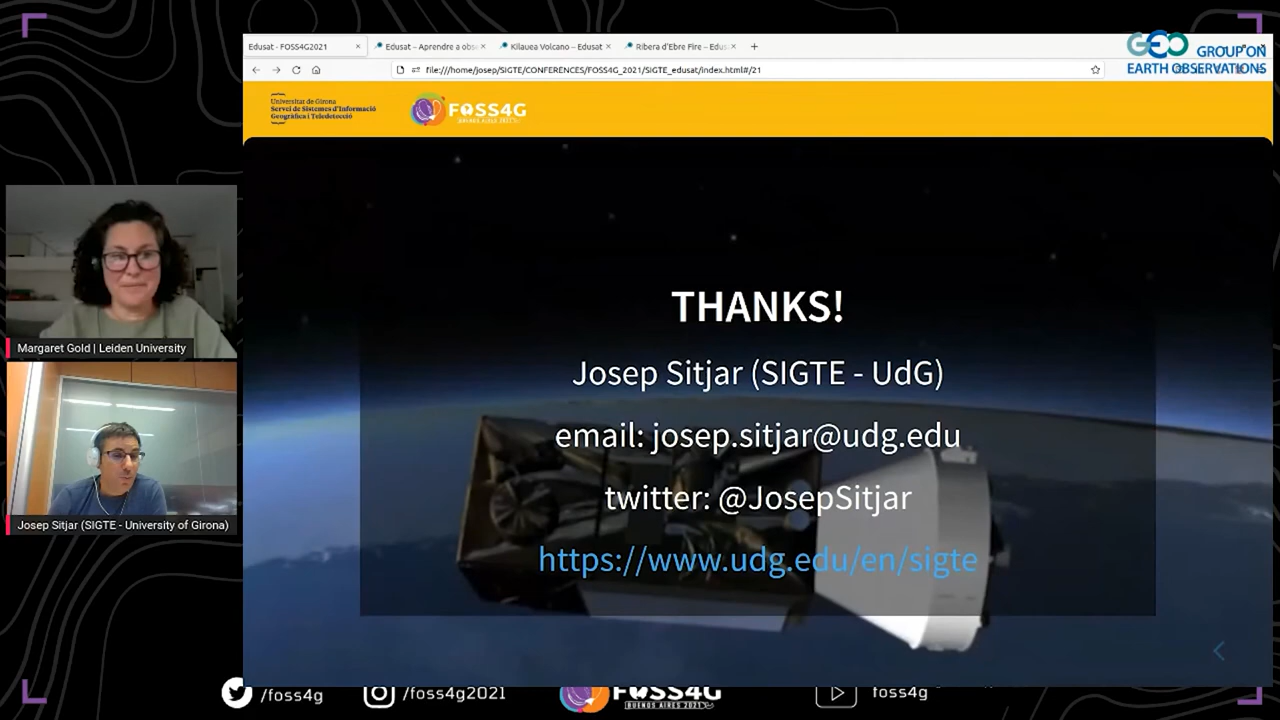 Edusat - FOSS4G2021
Edusat – Aprendre a obs
Kilauea Volcano – Edusat
Ribera d'Ebre Fire – Edus
file:///home/josep/SIGTE/CONFERENCES/FOSS4G_2021/SIGTE_edusat/index.html#/21
GEO GROUP ON
EARTH OBSERVATIONS
Universitat de Girona
Servei de Sistemes d'Informació
Geogràfica i Teledetecció
FOSS4G
BUENOS AIRES 2021
THANKS!
Josep Sitjar (SIGTE - UdG)
email: josep.sitjar@udg.edu
twitter: @JosepSitjar
https://www.udg.edu/en/sigte
Margaret Gold | Leiden University
Josep Sitjar (SIGTE - University of Girona)
/foss4g
/foss4g2021
FOSS4G
BUENOS AIRES 2021
foss4g